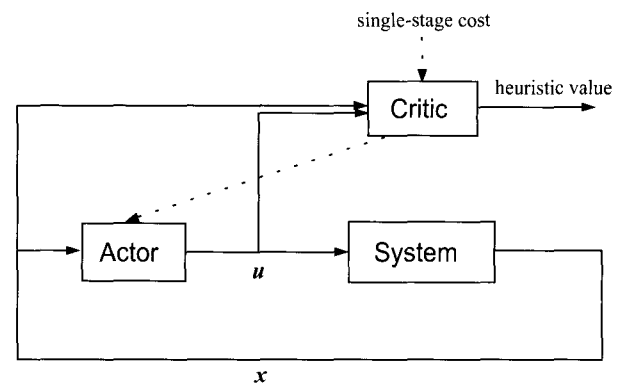 single-stage cost
heuristic value
Critic
Actor
System
u
x